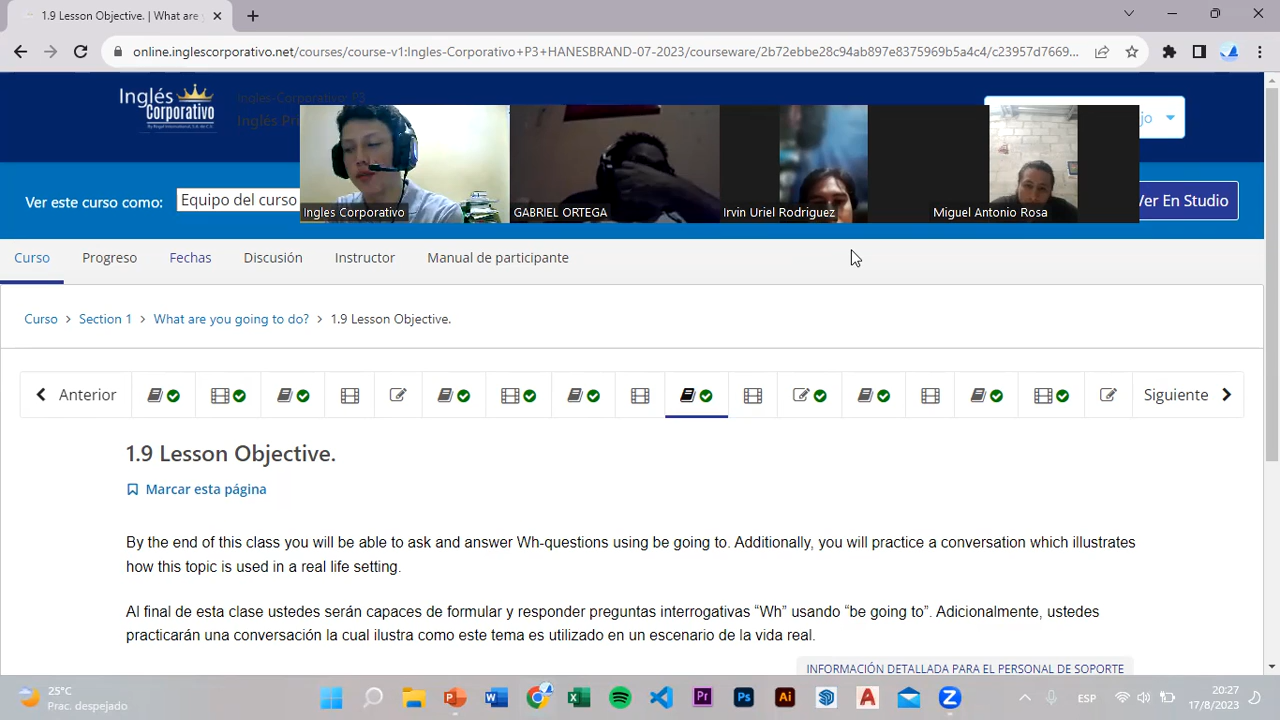 1.9 Lesson Objective. | What are
online.inglescorporativo.net/courses/course-v1:Ingles-Corporativo+P3+HANESBRAND-07-2023/courseware/2b72ebbe28c94ab897e8375969b5a4c4/c23957d7669...
Inglés
Corporativo
Ingles-Corporativo: P3
Inglés Pri
jo
Ver este curso como:
Equipo del curso
Ver En Studio
Ingles Corporativo
GABRIEL ORTEGA
Irvin Uriel Rodriguez
Miguel Antonio Rosa
Curso
Progreso
Fechas
Discusión
Instructor
Manual de participante
Curso > Section 1 > What are you going to do? > 1.9 Lesson Objective.
Anterior
Siguiente
1.9 Lesson Objective.
Marcar esta página
By the end of this class you will be able to ask and answer Wh-questions using be going to. Additionally, you will practice a conversation which illustrates
how this topic is used in a real life setting.
Al final de esta clase ustedes serán capaces de formular y responder preguntas interrogativas “Wh” usando “be going to”. Adicionalmente, ustedes
practicarán una conversación la cual ilustra como este tema es utilizado en un escenario de la vida real.
INFORMACIÓN DETALLADA PARA EL PERSONAL DE SOPORTE
25°C
Prac. despejado
ESP
20:27
17/8/2023